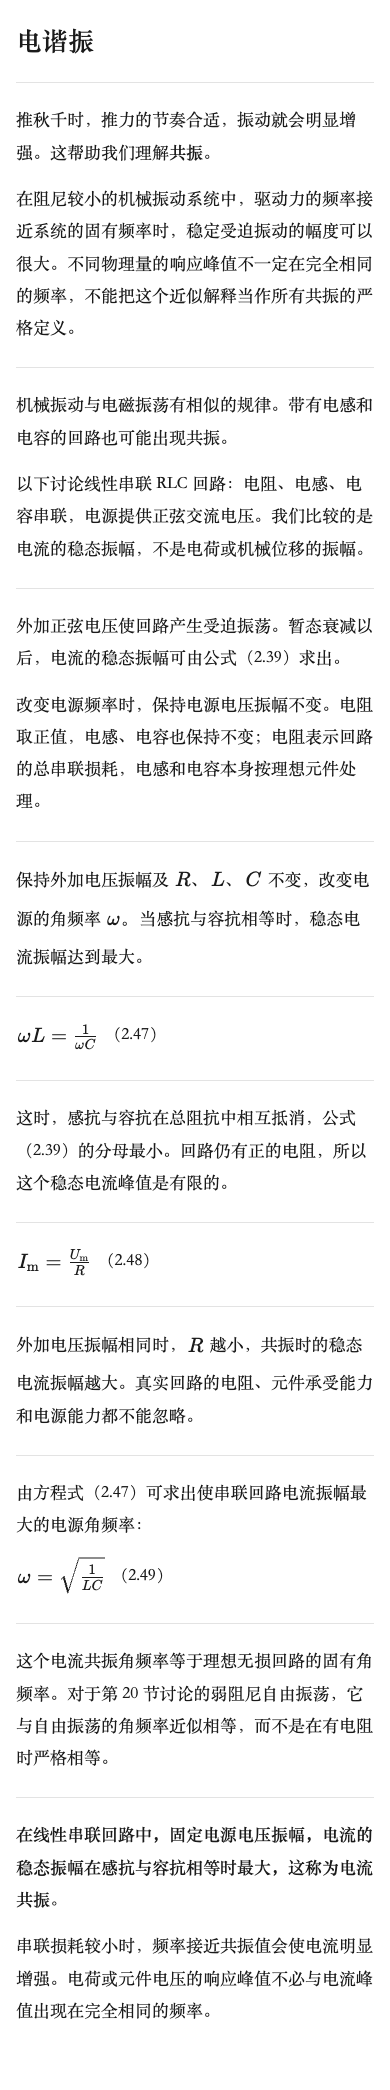 电谐振
推秋千时，推力的节奏合适，振动就会明显增
强。这帮助我们理解共振。
在阻尼较小的机械振动系统中，驱动力的频率接
近系统的固有频率时，稳定受迫振动的幅度可以
很大。不同物理量的响应峰值不一定在完全相同
的频率，不能把这个近似解释当作所有共振的严
格定义。
机械振动与电磁振荡有相似的规律。带有电感和
电容的回路也可能出现共振。
以下讨论线性串联 RLC 回路：电阻、电感、电
容串联，电源提供正弦交流电压。我们比较的是
电流的稳态振幅，不是电荷或机械位移的振幅。
外加正弦电压使回路产生受迫振荡。暂态衰减以
后，电流的稳态振幅可由公式（2.39）求出。
改变电源频率时，保持电源电压振幅不变。电阻
取正值，电感、电容也保持不变；电阻表示回路
的总串联损耗，电感和电容本身按理想元件处
理。
保持外加电压振幅及 R、L、C 不变，改变电
源的角频率 ω。当感抗与容抗相等时，稳态电
流振幅达到最大。
ωL = 1/ωC （2.47）
这时，感抗与容抗在总阻抗中相互抵消，公式
（2.39）的分母最小。回路仍有正的电阻，所以
这个稳态电流峰值是有限的。
Iₘ = Uₘ/R （2.48）
外加电压振幅相同时，R 越小，共振时的稳态
电流振幅越大。真实回路的电阻、元件承受能力
和电源能力都不能忽略。
由方程式（2.47）可求出使串联回路电流振幅最
大的电源角频率：
ω = √(1/LC) （2.49）
这个电流共振角频率等于理想无损回路的固有角
频率。对于第 20 节讨论的弱阻尼自由振荡，它
与自由振荡的角频率近似相等，而不是在有电阻
时严格相等。
在线性串联回路中，固定电源电压振幅，电流的
稳态振幅在感抗与容抗相等时最大，这称为电流
共振。
串联损耗较小时，频率接近共振值会使电流明显
增强。电荷或元件电压的响应峰值不必与电流峰
值出现在完全相同的频率。